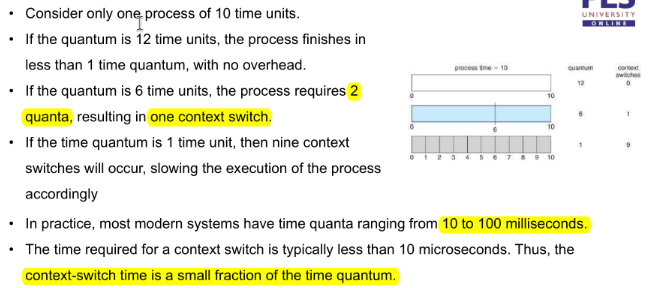 PES
UNIVERSITY
ONLINE
• Consider only one process of 10 time units.
• If the quantum is 12 time units, the process finishes in
less than 1 time quantum, with no overhead.
• If the quantum is 6 time units, the process requires 2
quanta, resulting in one context switch.
• If the time quantum is 1 time unit, then nine context
switches will occur, slowing the execution of the process
accordingly
process time = 10 quantum context
switches
12 0
0 10
6 1
0 6 10
1 9
0 1 2 3 4 5 6 7 8 9 10
• In practice, most modern systems have time quanta ranging from 10 to 100 milliseconds.
• The time required for a context switch is typically less than 10 microseconds. Thus, the
context-switch time is a small fraction of the time quantum.